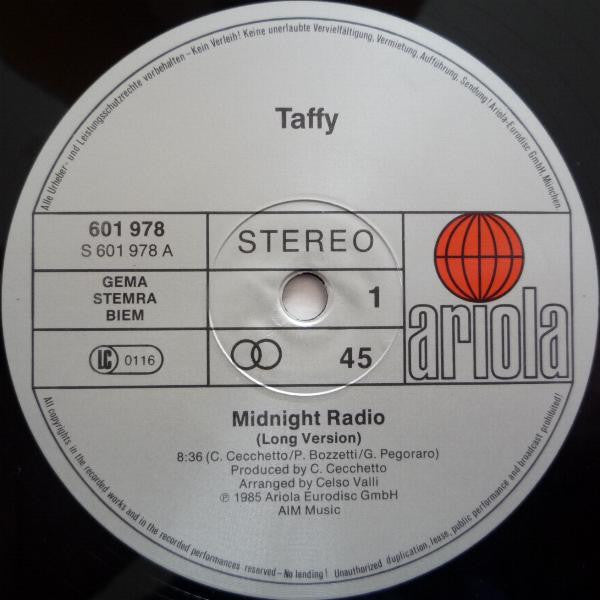 Alle Urheber- und Leistungsschutzrechte vorbehalten – Kein Verleih! Keine unerlaubte Vervielfältigung, Vermietung, Aufführung, Sendung! Ariola-Eurodisc GmbH, München.
Taffy
601 978
S 601 978 A
STEREO
GEMA
STEMRA
BIEM
1
LC 0116
45
ariola
Midnight Radio
(Long Version)
8:36 (C. Cecchetto/P. Bozzetti/G. Pegoraro)
Produced by C. Cecchetto
Arranged by Celso Valli
℗ 1985 Ariola Eurodisc GmbH
AIM Music
All copyrights in the recorded works and in the recorded performances reserved – No lending! Unauthorized duplication, lease, public performance and broadcast prohibited!